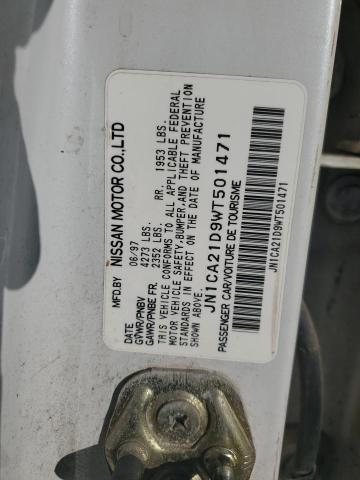 MFD.BY NISSAN MOTOR CO.,LTD
DATE 06/97
GVWR/PNBV 4273 LBS.
GAWR/PNBE FR. 2352 LBS. RR. 1953 LBS.
THIS VEHICLE CONFORMS TO ALL APPLICABLE FEDERAL
MOTOR VEHICLE SAFETY,BUMPER,AND THEFT PREVENTION
STANDARDS IN EFFECT ON THE DATE OF MANUFACTURE
SHOWN ABOVE.
JN1CA21D9WT501471
PASSENGER CAR/VOITURE DE TOURISME
JN1CA21D9WT501471